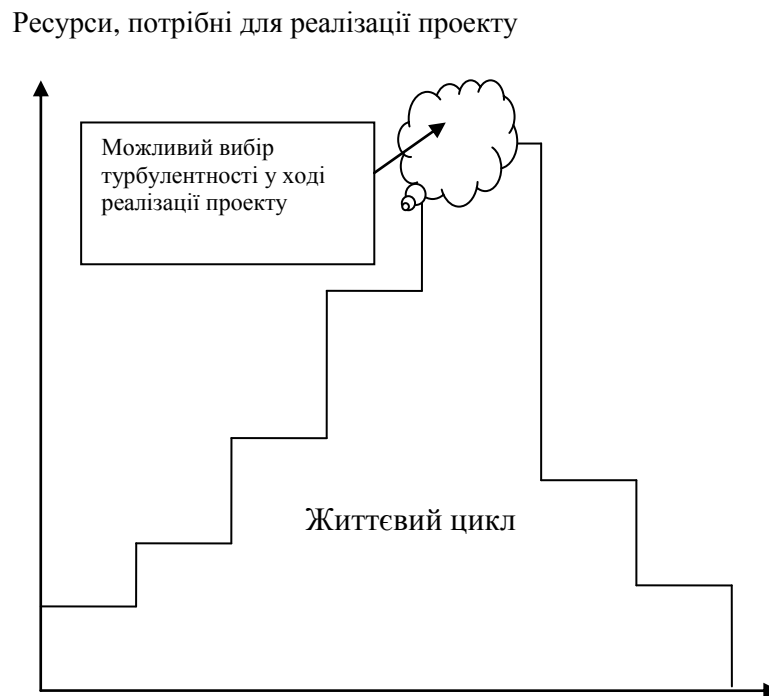 Ресурси, потрібні для реалізації проекту
Можливий вибір
турбулентності у ході
реалізації проекту
Життєвий цикл